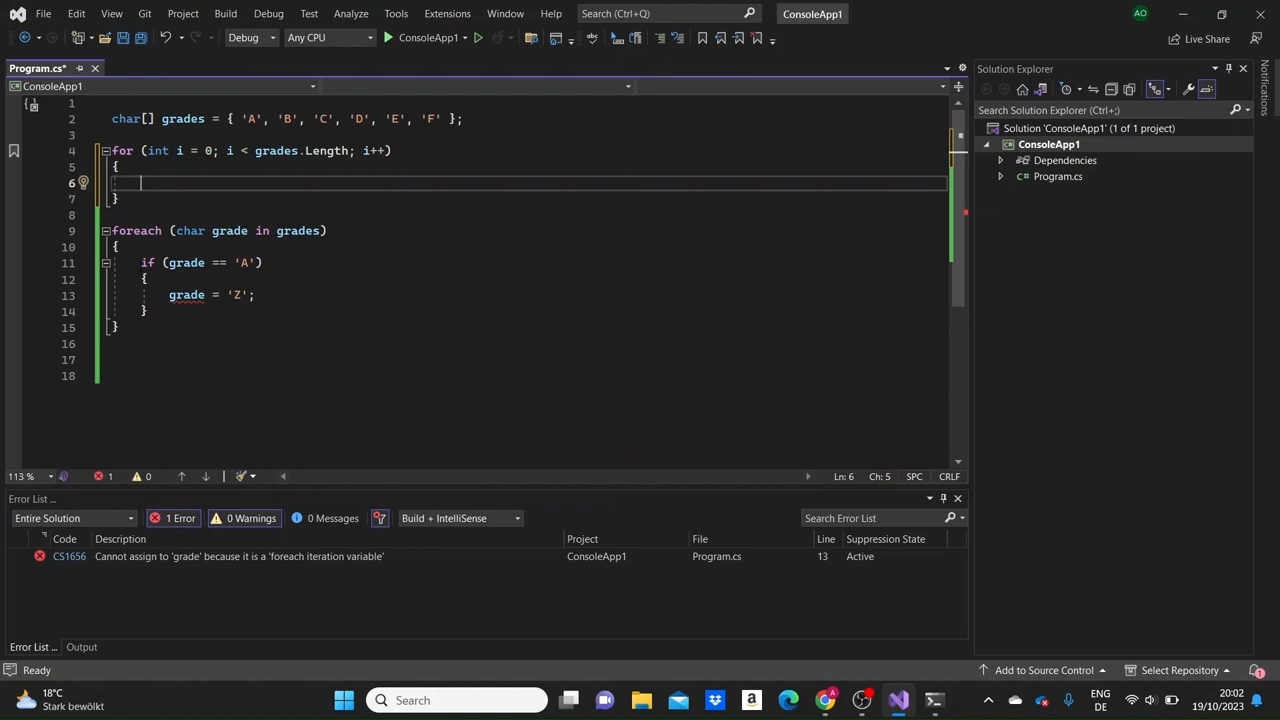 File Edit View Git Project Build Debug Test Analyze Tools Extensions Window Help Search (Ctrl+Q) ConsoleApp1 AO
Debug Any CPU ConsoleApp1 Live Share
Program.cs*
ConsoleApp1
1
2 char[] grades = { 'A', 'B', 'C', 'D', 'E', 'F' };
3
4 for (int i = 0; i < grades.Length; i++)
5 {
6
7 }
8
9 foreach (char grade in grades)
10 {
11 if (grade == 'A')
12 {
13 grade = 'Z';
14 }
15 }
16
17
18
113 % 1 0 Ln: 6 Ch: 5 SPC CRLF
Error List ...
Entire Solution 1 Error 0 Warnings 0 Messages Build + IntelliSense Search Error List
Code Description Project File Line Suppression State
CS1656 Cannot assign to 'grade' because it is a 'foreach iteration variable' ConsoleApp1 Program.cs 13 Active
Error List ... Output
Solution Explorer
Search Solution Explorer (Ctrl+;)
Solution 'ConsoleApp1' (1 of 1 project)
ConsoleApp1
Dependencies
C# Program.cs
Notifications
Ready Add to Source Control Select Repository 1
18°C
Stark bewölkt
Search
ENG
DE
20:02
19/10/2023